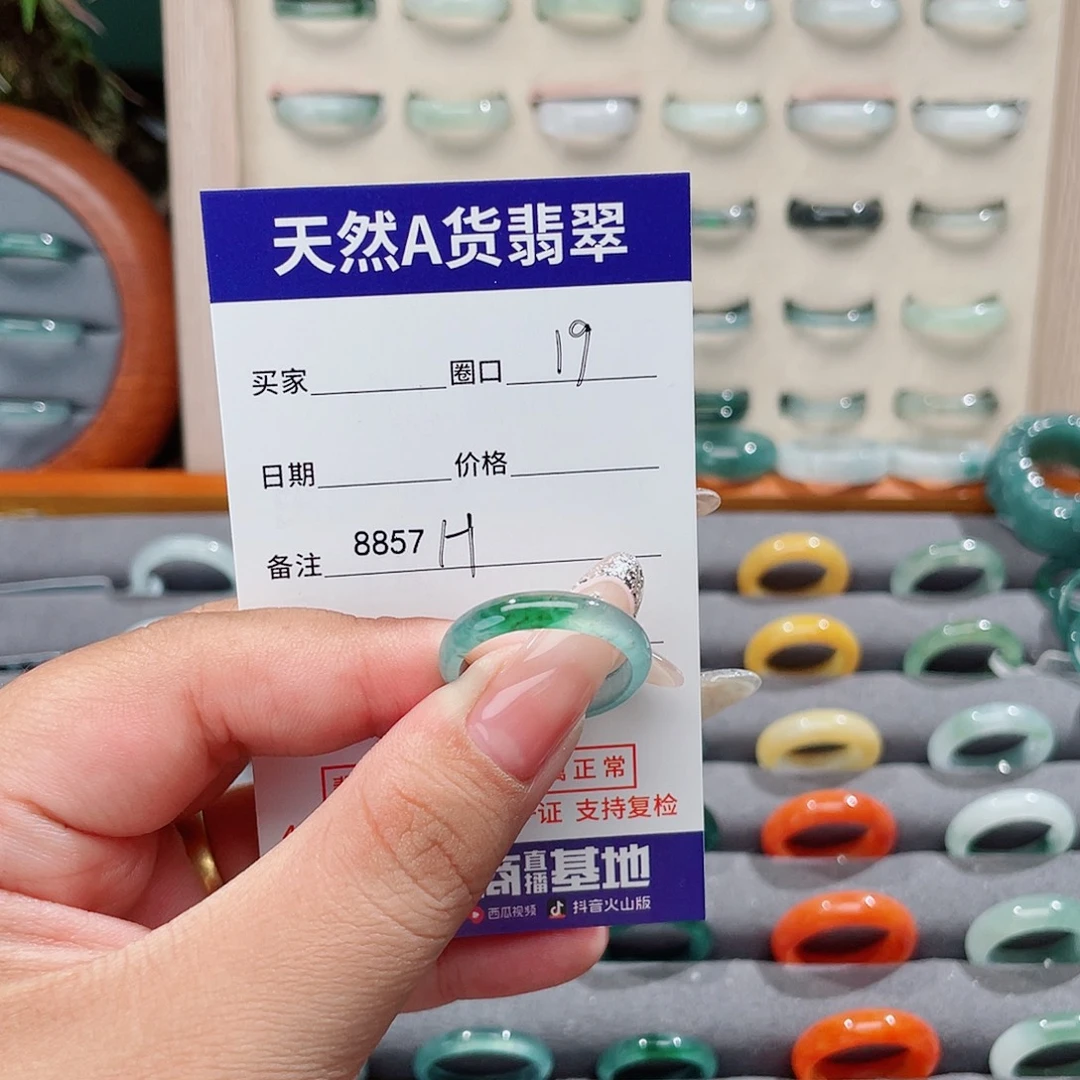 天然A货翡翠
买家 圈口 19
日期 价格
备注 8857 H
正常
证 支持复检
直播基地
西瓜视频 抖音火山版